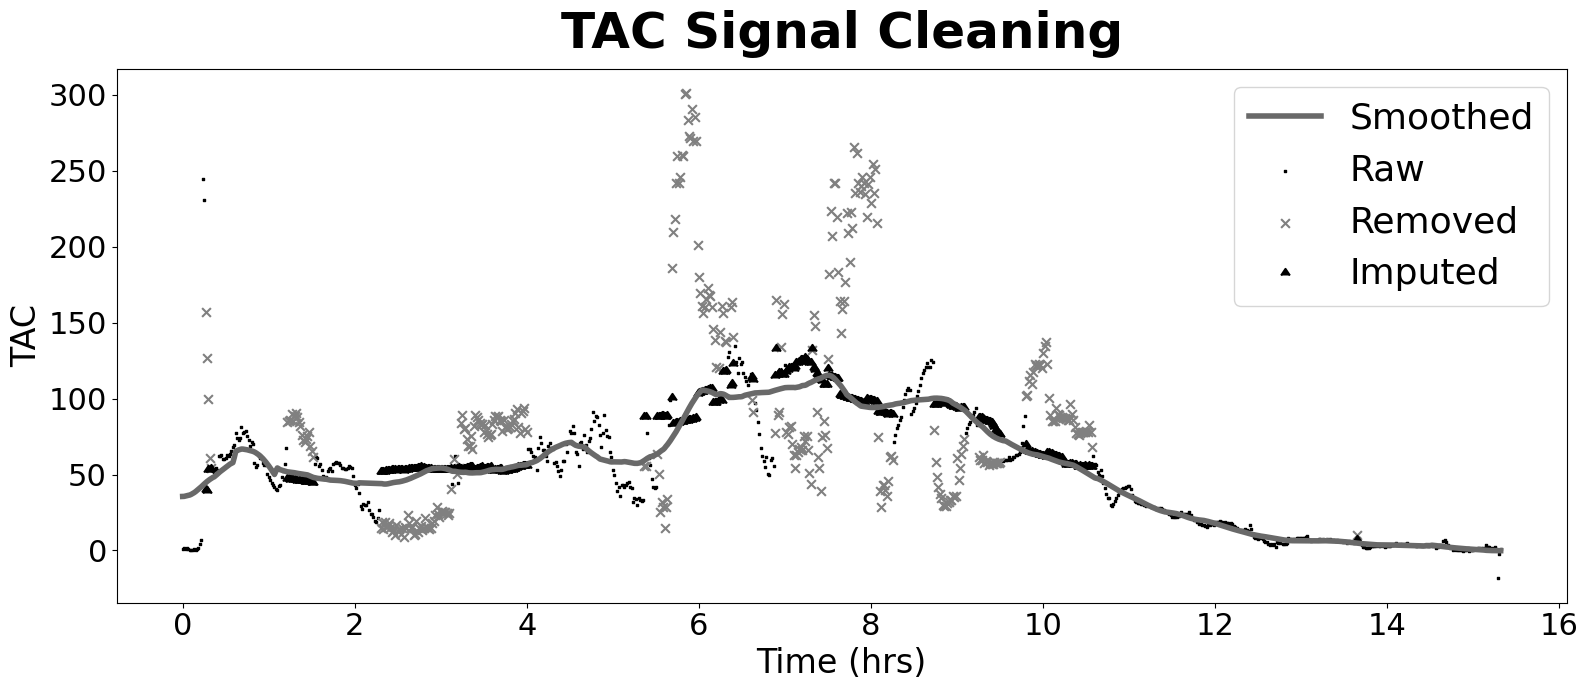 TAC Signal Cleaning
TAC
300
250
200
150
100
50
0
Smoothed
Raw
Removed
Imputed
0 2 4 6 8 10 12 14 16
Time (hrs)